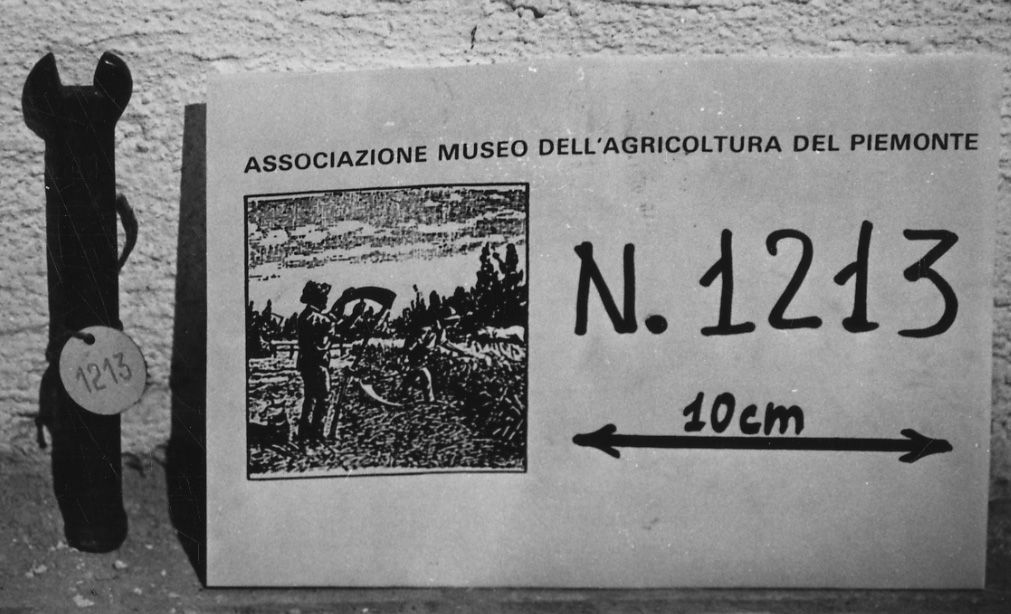 ASSOCIAZIONE MUSEO DELL'AGRICOLTURA DEL PIEMONTE
N. 1213
10cm
1213